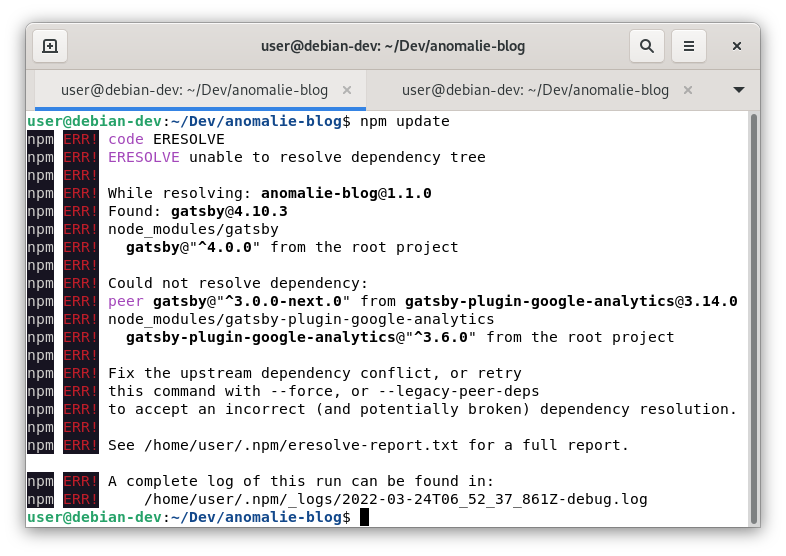 user@debian-dev: ~/Dev/anomalie-blog
user@debian-dev: ~/Dev/anomalie-blog × user@debian-dev: ~/Dev/anomalie-blog ×
user@debian-dev:~/Dev/anomalie-blog$ npm update
npm ERR! code ERESOLVE
npm ERR! ERESOLVE unable to resolve dependency tree
npm ERR!
npm ERR! While resolving: anomalie-blog@1.1.0
npm ERR! Found: gatsby@4.10.3
npm ERR! node_modules/gatsby
npm ERR!   gatsby@"^4.0.0" from the root project
npm ERR!
npm ERR! Could not resolve dependency:
npm ERR! peer gatsby@"^3.0.0-next.0" from gatsby-plugin-google-analytics@3.14.0
npm ERR! node_modules/gatsby-plugin-google-analytics
npm ERR!   gatsby-plugin-google-analytics@"^3.6.0" from the root project
npm ERR!
npm ERR! Fix the upstream dependency conflict, or retry
npm ERR! this command with --force, or --legacy-peer-deps
npm ERR! to accept an incorrect (and potentially broken) dependency resolution.
npm ERR!
npm ERR! See /home/user/.npm/eresolve-report.txt for a full report.
npm ERR! A complete log of this run can be found in:
npm ERR!     /home/user/.npm/_logs/2022-03-24T06_52_37_861Z-debug.log
user@debian-dev:~/Dev/anomalie-blog$